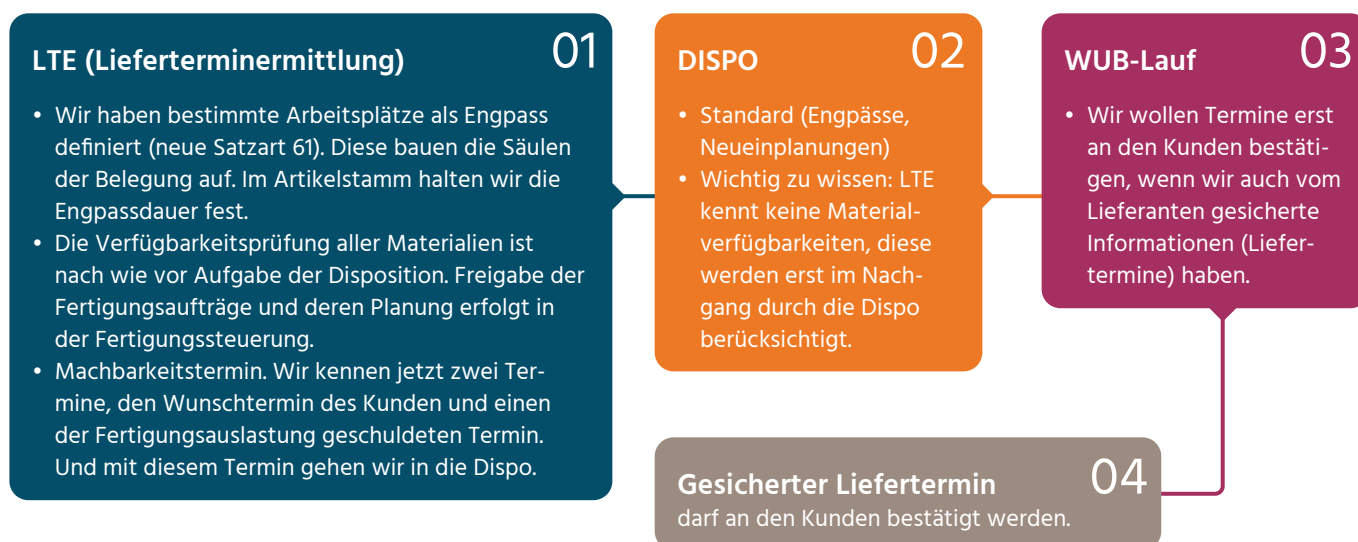 LTE (Lieferterminermittlung) 01
• Wir haben bestimmte Arbeitsplätze als Engpass
definiert (neue Satzart 61). Diese bauen die Säulen
der Belegung auf. Im Artikelstamm halten wir die
Engpassdauer fest.
• Die Verfügbarkeitsprüfung aller Materialien ist
nach wie vor Aufgabe der Disposition. Freigabe der
Fertigungsaufträge und deren Planung erfolgt in
der Fertigungssteuerung.
• Machbarkeitstermin. Wir kennen jetzt zwei Ter-
mine, den Wunschtermin des Kunden und einen
der Fertigungsauslastung geschuldeten Termin.
Und mit diesem Termin gehen wir in die Dispo.
DISPO 02
• Standard (Engpässe,
Neueinplanungen)
• Wichtig zu wissen: LTE
kennt keine Material-
verfügbarkeiten, diese
werden erst im Nach-
gang durch die Dispo
berücksichtigt.
WUB-Lauf 03
• Wir wollen Termine erst
an den Kunden bestäti-
gen, wenn wir auch vom
Lieferanten gesicherte
Informationen (Liefer-
termine) haben.
Gesicherter Liefertermin 04
darf an den Kunden bestätigt werden.